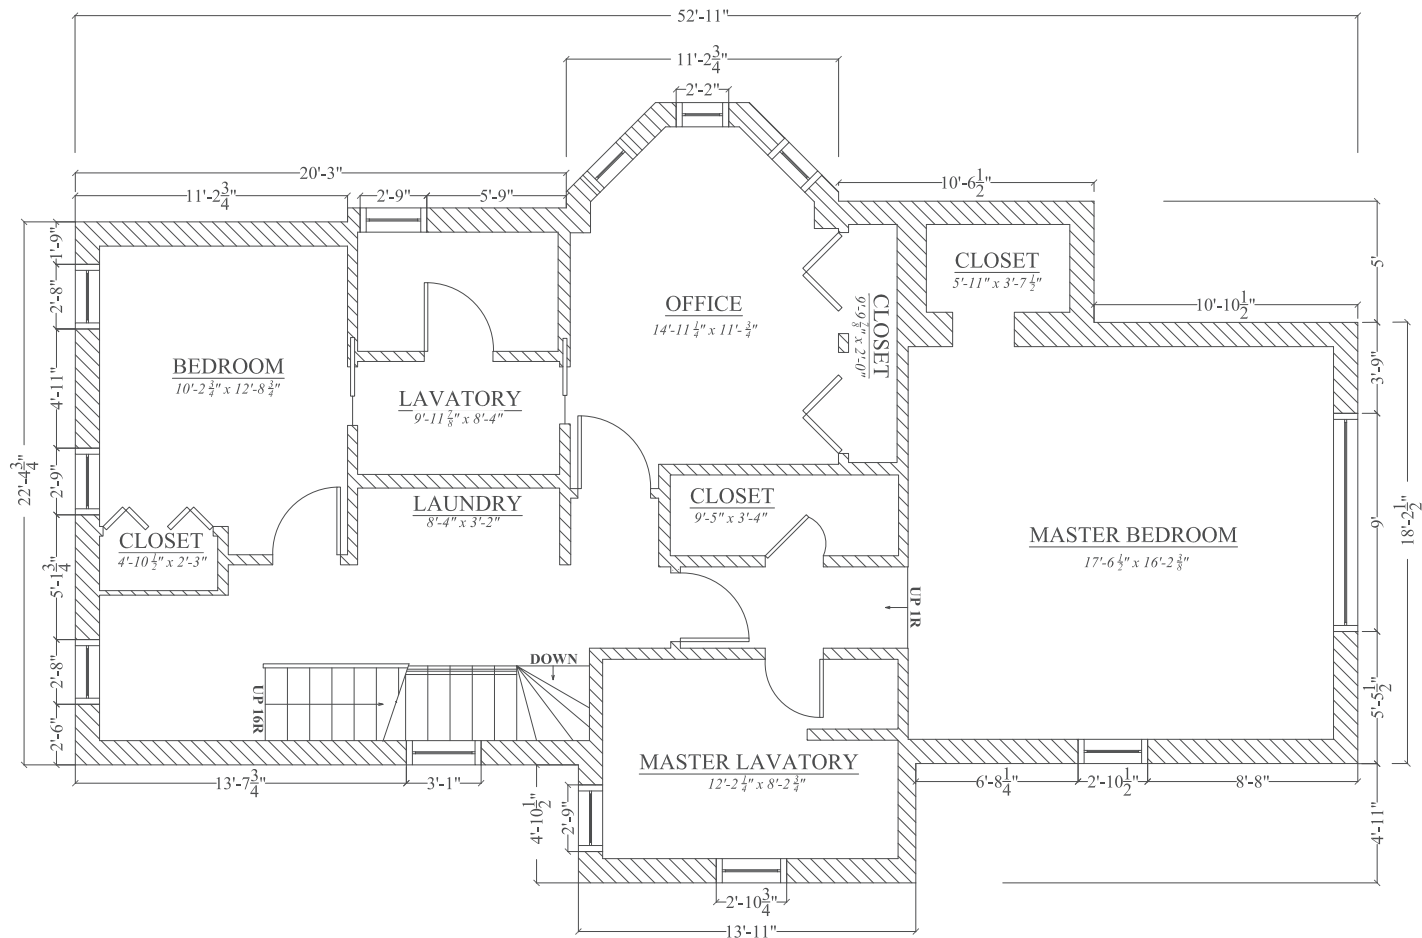 52'-11"
11'-2 3/4"
2'-2"
20'-3"
11'-2 3/4"
2'-9"
5'-9"
10'-6 1/2"
10'-10 1/2"
1'-9"
2'-8"
4'-11"
22'-4 3/4"
2'-9"
5'-1 3/4"
2'-8"
2'-6"
BEDROOM
10'-2 3/4" x 12'-8 3/4"
CLOSET
4'-10 1/2" x 2'-3"
LAVATORY
9'-11 7/8" x 8'-4"
LAUNDRY
8'-4" x 3'-2"
OFFICE
14'-11 1/4" x 11'- 3/4"
CLOSET
9'-9 7/8" x 2'-0"
CLOSET
5'-11" x 3'-7 1/2"
CLOSET
9'-5" x 3'-4"
MASTER BEDROOM
17'-6 1/2" x 16'-2 3/8"
UP 1R
DOWN
UP 16R
MASTER LAVATORY
12'-2 1/4" x 8'-2 3/4"
5'
3'-9"
9'
18'-2 1/2"
5'-5 1/2"
4'-11"
13'-7 3/4"
3'-1"
4'-10 1/2"
2'-9"
6'-8 1/4"
2'-10 1/2"
8'-8"
2'-10 3/4"
13'-11"